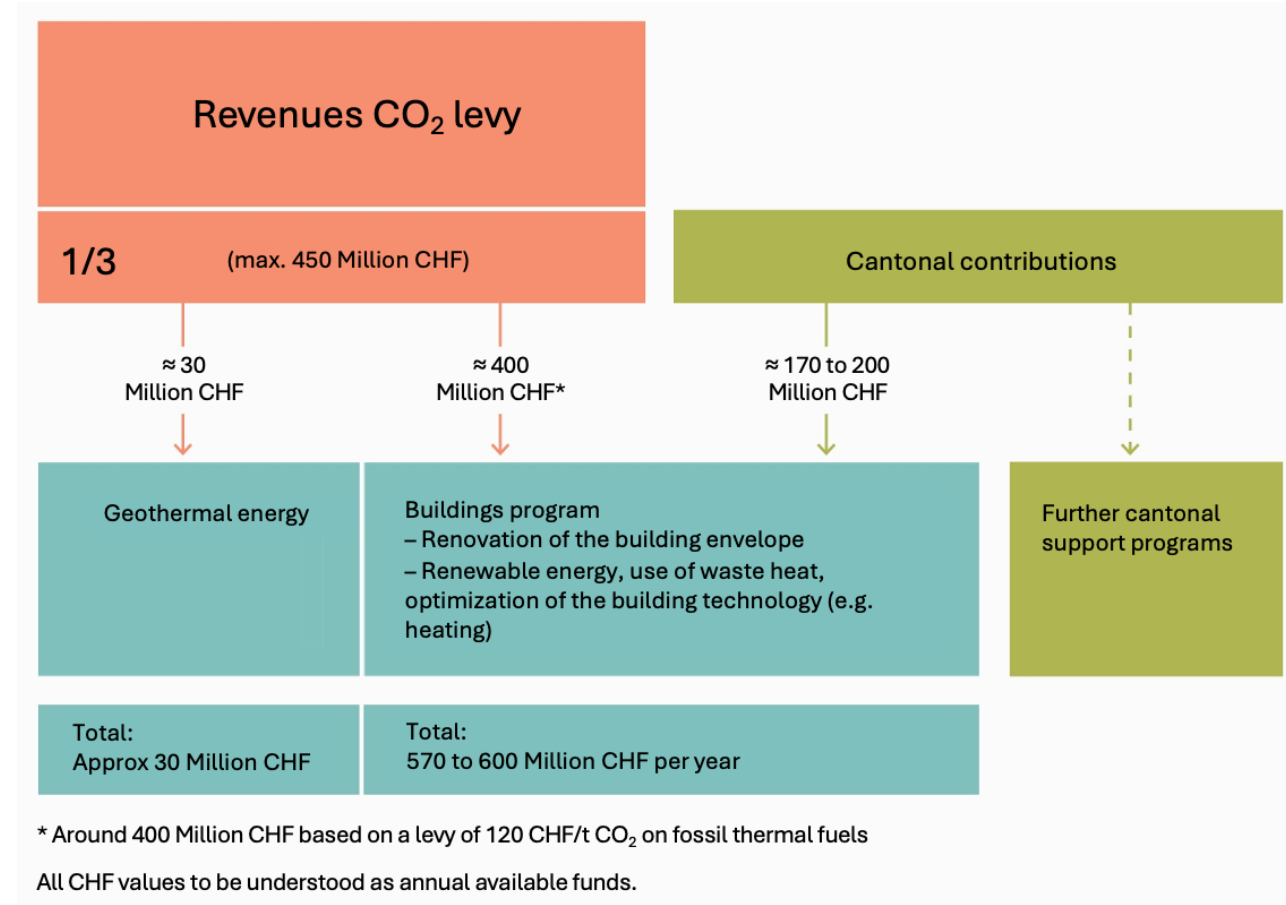 Revenues CO₂ levy
1/3 (max. 450 Million CHF)
Cantonal contributions
≈ 30
Million CHF
≈ 400
Million CHF*
≈ 170 to 200
Million CHF
Geothermal energy
Buildings program
– Renovation of the building envelope
– Renewable energy, use of waste heat,
optimization of the building technology (e.g.
heating)
Further cantonal
support programs
Total:
Approx 30 Million CHF
Total:
570 to 600 Million CHF per year
* Around 400 Million CHF based on a levy of 120 CHF/t CO₂ on fossil thermal fuels
All CHF values to be understood as annual available funds.